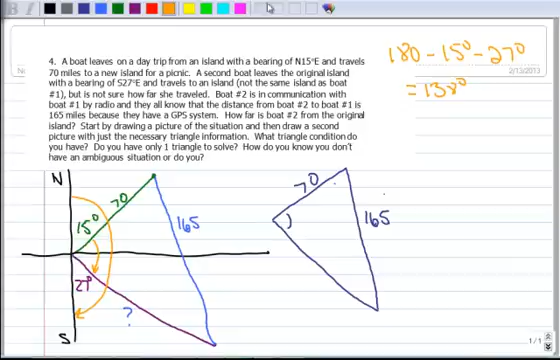 4. A boat leaves on a day trip from an island with a bearing of N15°E and travels
70 miles to a new island for a picnic. A second boat leaves the original island
with a bearing of S27°E and travels to an island (not the same island as boat
#1), but is not sure how far she traveled. Boat #2 is in communication with
boat #1 by radio and they all know that the distance from boat #2 to boat #1 is
165 miles because they have a GPS system. How far is boat #2 from the original
island? Start by drawing a picture of the situation and then draw a second
picture with just the necessary triangle information. What triangle condition do
you have? Do you have only 1 triangle to solve? How do you know you don't
have an ambiguous situation or do you?
180 - 15° - 27°
= 138°
2/15/2013
N
70
15°
165
27°
?
S
70
165
1 / 1